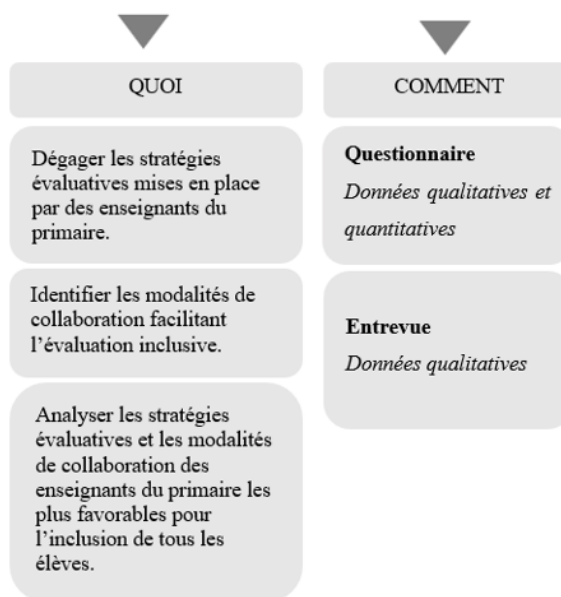 QUOI
Dégager les stratégies
évaluatives mises en place
par des enseignants du
primaire.
Identifier les modalités de
collaboration facilitant
l’évaluation inclusive.
Analyser les stratégies
évaluatives et les modalités
de collaboration des
enseignants du primaire les
plus favorables pour
l’inclusion de tous les
élèves.
COMMENT
Questionnaire
Données qualitatives et
quantitatives
Entrevue
Données qualitatives